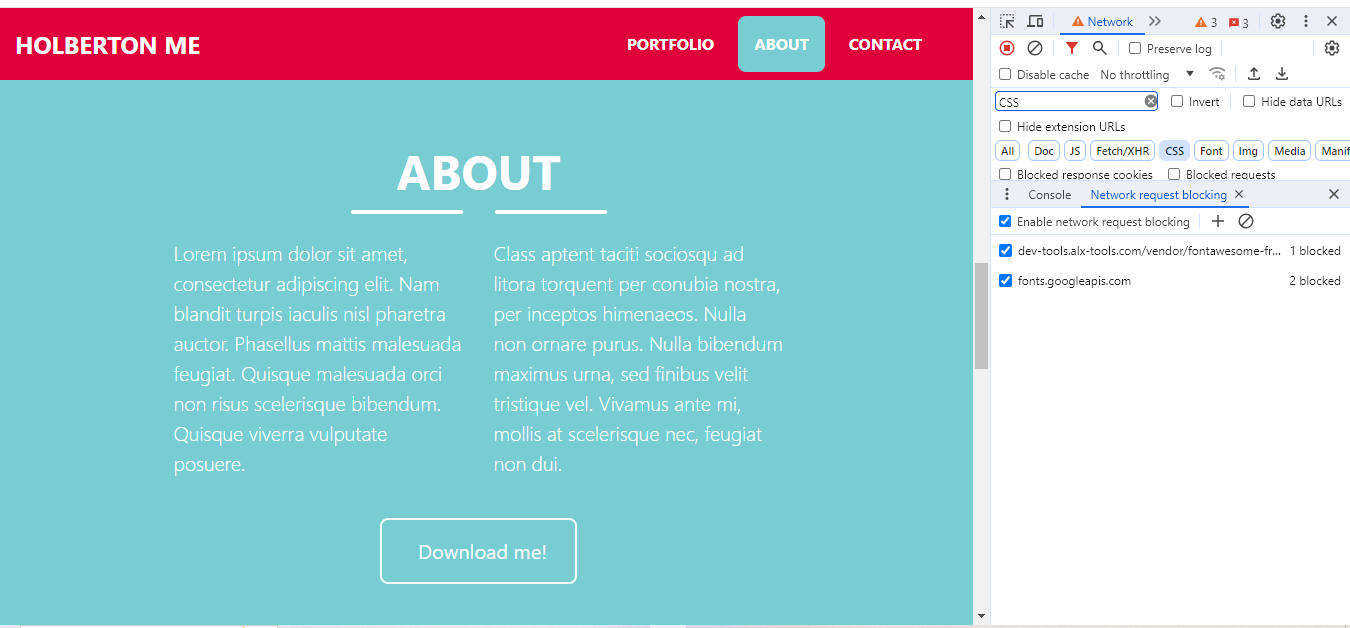 HOLBERTON ME
PORTFOLIO
ABOUT
CONTACT
ABOUT
Lorem ipsum dolor sit amet,
consectetur adipiscing elit. Nam
blandit turpis iaculis nisl pharetra
auctor. Phasellus mattis malesuada
feugiat. Quisque malesuada orci
non risus scelerisque bibendum.
Quisque viverra vulputate
posuere.
Class aptent taciti sociosqu ad
litora torquent per conubia nostra,
per inceptos himenaeos. Nulla
non ornare purus. Nulla bibendum
maximus urna, sed finibus velit
tristique vel. Vivamus ante mi,
mollis at scelerisque nec, feugiat
non dui.
Download me!
Network 3 3
Preserve log
Disable cache No throttling
CSS Invert Hide data URLs
Hide extension URLs
All Doc JS Fetch/XHR CSS Font Img Media Manif
Blocked response cookies Blocked requests
Console Network request blocking
Enable network request blocking
dev-tools.alx-tools.com/vendor/fontawesome-fr... 1 blocked
fonts.googleapis.com 2 blocked